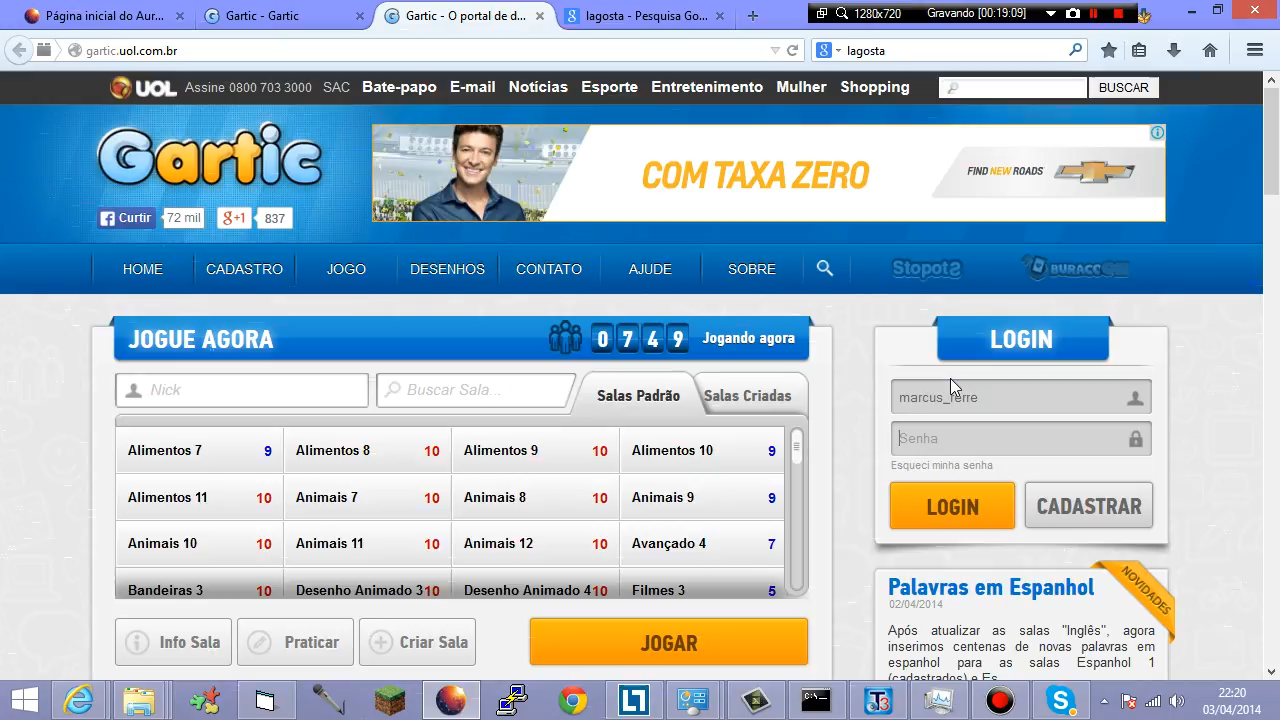 Página inicial do Aur...
Gartic - Gartic
Gartic - O portal de d...
lagosta - Pesquisa Go...
1280x720
Gravando [00:19:09]
gartic.uol.com.br
lagosta
UOL
Assine 0800 703 3000 SAC Bate-papo E-mail Notícias Esporte Entretenimento Mulher Shopping
BUSCAR
Gartic
COM TAXA ZERO
FIND NEW ROADS
Curtir 72 mil +1 837
HOME CADASTRO JOGO DESENHOS CONTATO AJUDE SOBRE
StopotS
JOGUE AGORA
0749 Jogando agora
LOGIN
Nick
Buscar Sala...
Salas Padrão
Salas Criadas
Senha
Esqueci minha senha
LOGIN CADASTRAR
Alimentos 7 9 Alimentos 8 10 Alimentos 9 10 Alimentos 10 9
Alimentos 11 10 Animais 7 10 Animais 8 10 Animais 9 9
Animais 10 10 Animais 11 10 Animais 12 10 Avançado 4 7
Bandeiras 3 10 Desenho Animado 3 10 Desenho Animado 4 10 Filmes 3 5
Info Sala Praticar Criar Sala
JOGAR
NOVIDADES
Palavras em Espanhol
02/04/2014
Após atualizar as salas "Inglês", agora
inserimos centenas de novas palavras em
espanhol para as salas Espanhol 1
(cadastrados) e Es
22:20
03/04/2014